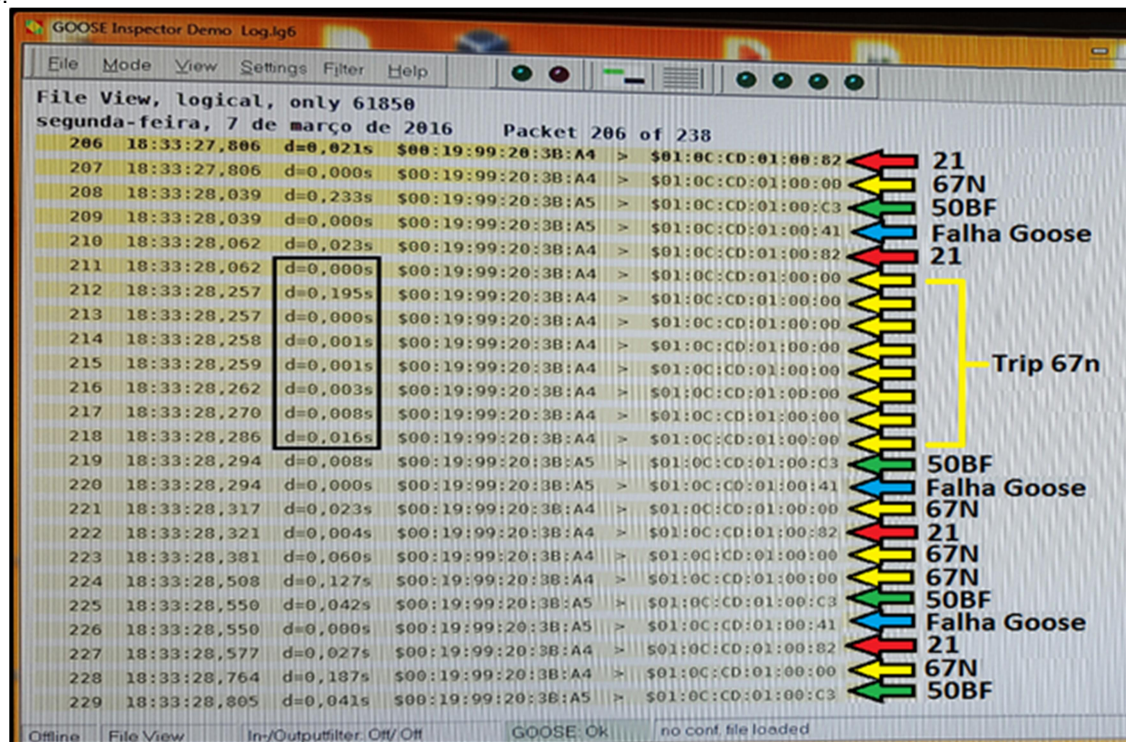 GOOSE Inspector Demo Log.lg6
File Mode View Settings Filter Help
File View, logical, only 61850
segunda-feira, 7 de março de 2016 Packet 206 of 238
206 18:33:27,806 d=0,021s $00:19:99:20:3B:A4 > $01:0C:CD:01:00:82 21
207 18:33:27,806 d=0,000s $00:19:99:20:3B:A4 > $01:0C:CD:01:00:00 67N
208 18:33:28,039 d=0,233s $00:19:99:20:3B:A5 > $01:0C:CD:01:00:C3 50BF
209 18:33:28,039 d=0,000s $00:19:99:20:3B:A5 > $01:0C:CD:01:00:41 Falha Goose
210 18:33:28,062 d=0,023s $00:19:99:20:3B:A4 > $01:0C:CD:01:00:82 21
211 18:33:28,062 d=0,000s $00:19:99:20:3B:A4 > $01:0C:CD:01:00:00
212 18:33:28,257 d=0,195s $00:19:99:20:3B:A4 > $01:0C:CD:01:00:00
213 18:33:28,257 d=0,000s $00:19:99:20:3B:A4 > $01:0C:CD:01:00:00
214 18:33:28,258 d=0,001s $00:19:99:20:3B:A4 > $01:0C:CD:01:00:00
215 18:33:28,259 d=0,001s $00:19:99:20:3B:A4 > $01:0C:CD:01:00:00 Trip 67n
216 18:33:28,262 d=0,003s $00:19:99:20:3B:A4 > $01:0C:CD:01:00:00
217 18:33:28,270 d=0,008s $00:19:99:20:3B:A4 > $01:0C:CD:01:00:00
218 18:33:28,286 d=0,016s $00:19:99:20:3B:A4 > $01:0C:CD:01:00:00
219 18:33:28,294 d=0,008s $00:19:99:20:3B:A5 > $01:0C:CD:01:00:C3 50BF
220 18:33:28,294 d=0,000s $00:19:99:20:3B:A5 > $01:0C:CD:01:00:41 Falha Goose
221 18:33:28,317 d=0,023s $00:19:99:20:3B:A4 > $01:0C:CD:01:00:00 67N
222 18:33:28,321 d=0,004s $00:19:99:20:3B:A4 > $01:0C:CD:01:00:82 21
223 18:33:28,381 d=0,060s $00:19:99:20:3B:A4 > $01:0C:CD:01:00:00 67N
224 18:33:28,508 d=0,127s $00:19:99:20:3B:A4 > $01:0C:CD:01:00:00 67N
225 18:33:28,550 d=0,042s $00:19:99:20:3B:A5 > $01:0C:CD:01:00:C3 50BF
226 18:33:28,550 d=0,000s $00:19:99:20:3B:A5 > $01:0C:CD:01:00:41 Falha Goose
227 18:33:28,577 d=0,027s $00:19:99:20:3B:A4 > $01:0C:CD:01:00:82 21
228 18:33:28,764 d=0,187s $00:19:99:20:3B:A4 > $01:0C:CD:01:00:00 67N
229 18:33:28,805 d=0,041s $00:19:99:20:3B:A5 > $01:0C:CD:01:00:C3 50BF
Offline File View In-/Outputfilter: Off/ Off GOOSE: Ok no conf. file loaded